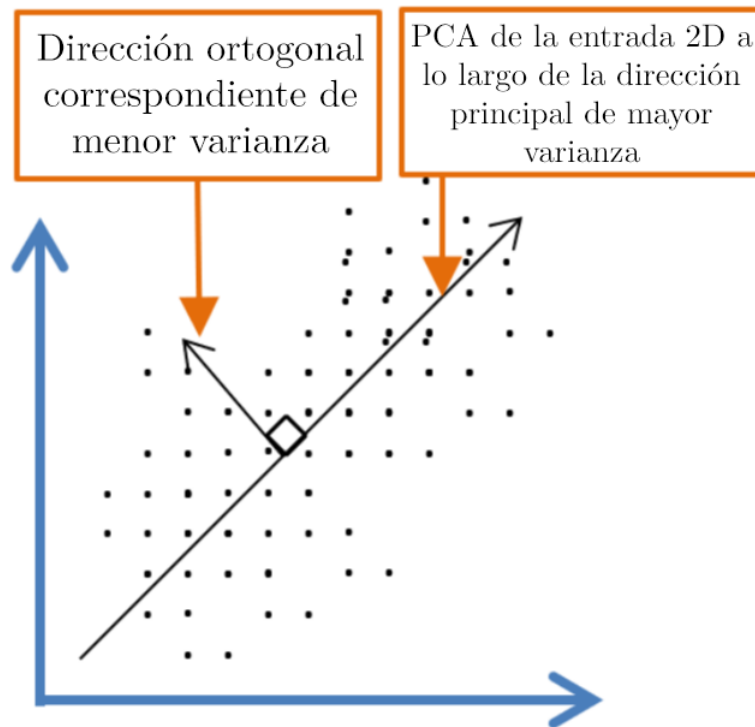 Dirección ortogonal
correspondiente de
menor varianza
PCA de la entrada 2D a
lo largo de la dirección
principal de mayor
varianza